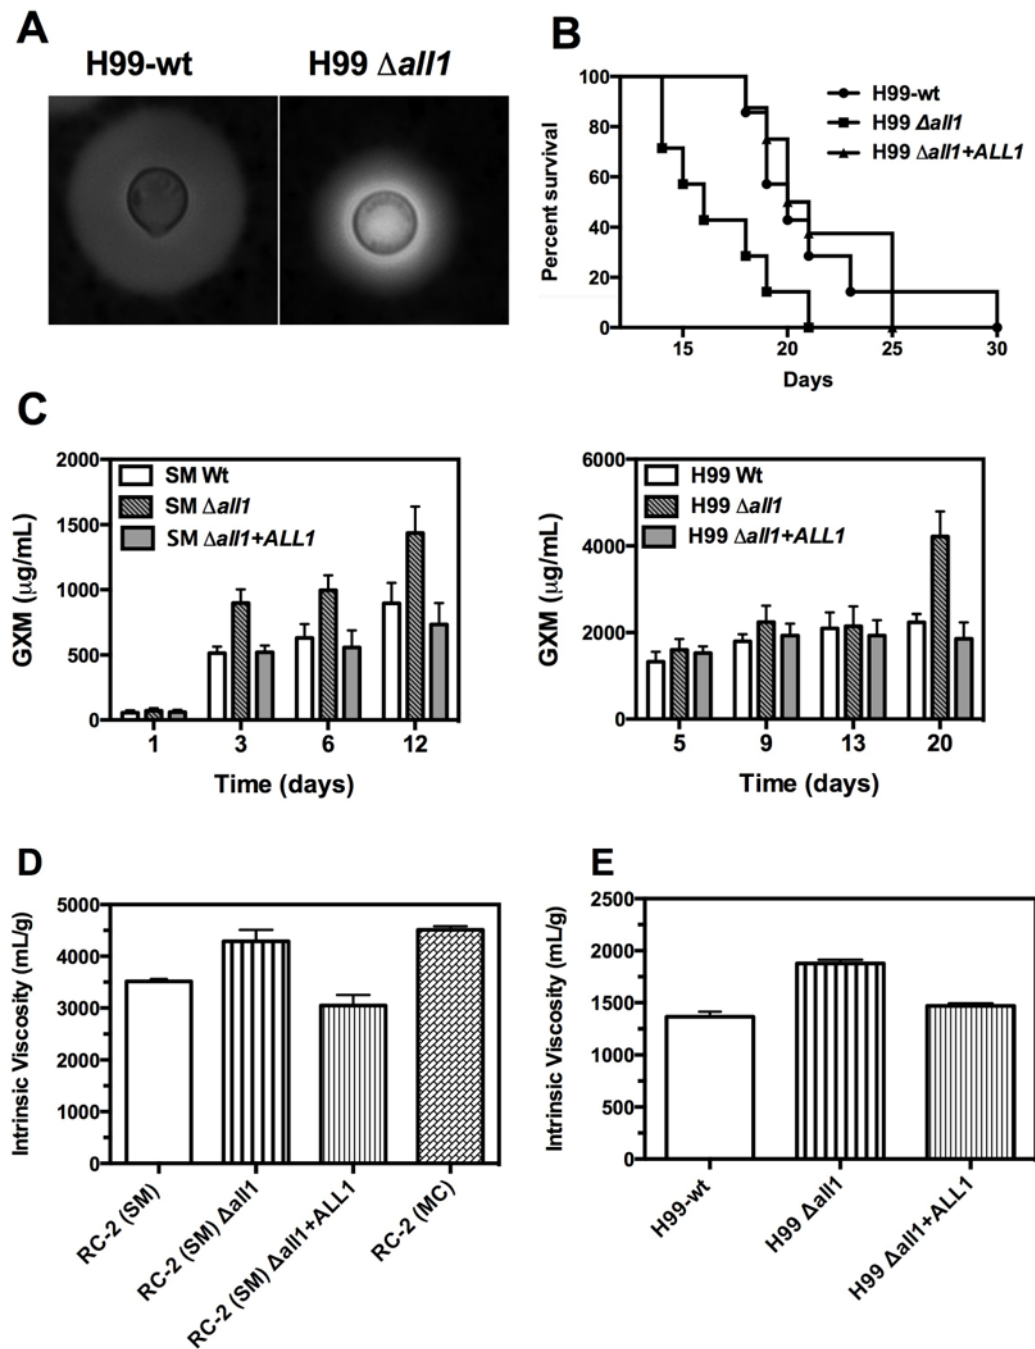 A
H99-wt
H99 Δall1
B
Percent survival
100
80
60
40
20
0
15
20
25
30
Days
H99-wt
H99 Δall1
H99 Δall1+ALL1
C
GXM (μg/mL)
2000
1500
1000
500
0
SM Wt
SM Δall1
SM Δall1+ALL1
1
3
6
12
Time (days)
GXM (μg/mL)
6000
4000
2000
0
H99 Wt
H99 Δall1
H99 Δall1+ALL1
5
9
13
20
Time (days)
D
Intrinsic Viscosity (mL/g)
5000
4000
3000
2000
1000
0
RC-2 (SM)
RC-2 (SM) Δall1
RC-2 (SM) Δall1+ALL1
RC-2 (MC)
E
Intrinsic Viscosity (mL/g)
2500
2000
1500
1000
500
0
H99-wt
H99 Δall1
H99 Δall1+ALL1